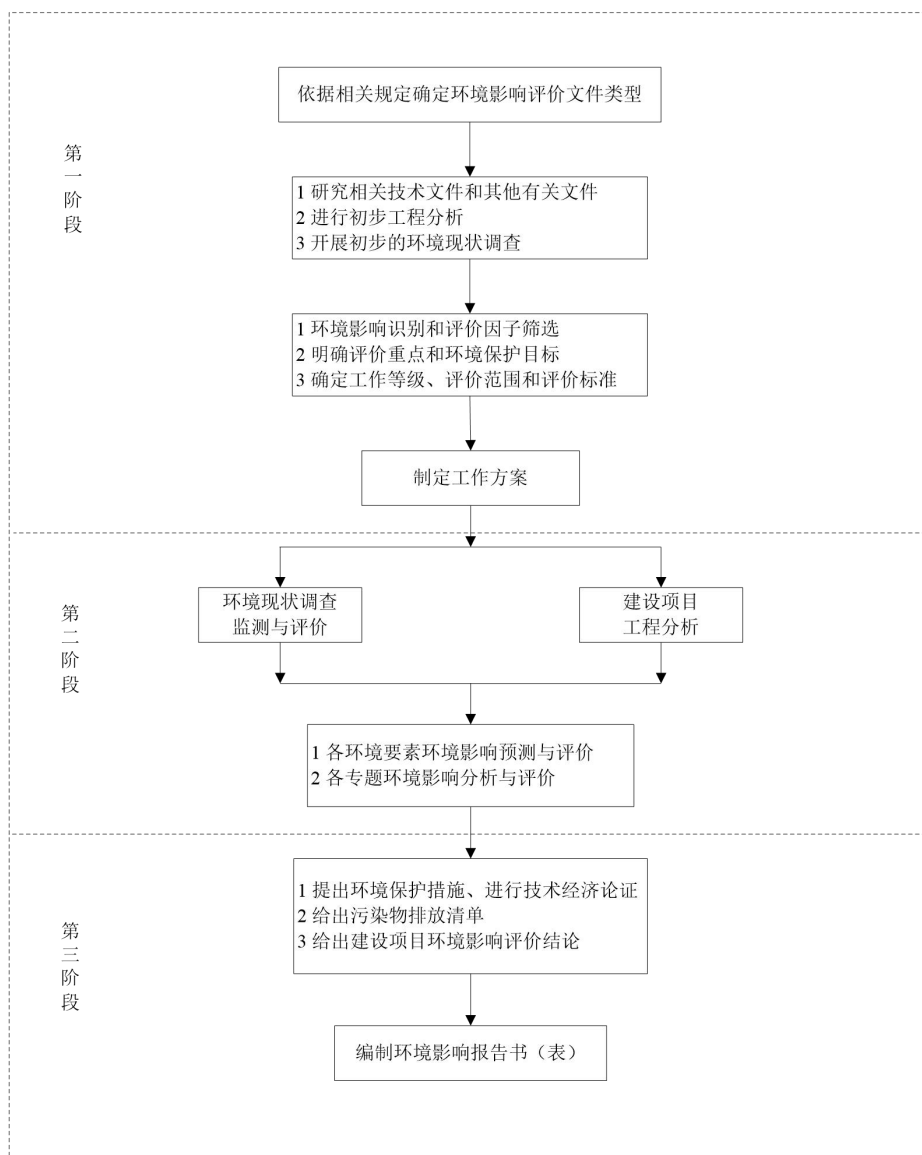 依据相关规定确定环境影响评价文件类型
第一阶段
1 研究相关技术文件和其他有关文件
2 进行初步工程分析
3 开展初步的环境现状调查
1 环境影响识别和评价因子筛选
2 明确评价重点和环境保护目标
3 确定工作等级、评价范围和评价标准
制定工作方案
第二阶段
环境现状调查
监测与评价
建设项目
工程分析
1 各环境要素环境影响预测与评价
2 各专题环境影响分析与评价
第三阶段
1 提出环境保护措施、进行技术经济论证
2 给出污染物排放清单
3 给出建设项目环境影响评价结论
编制环境影响报告书（表）